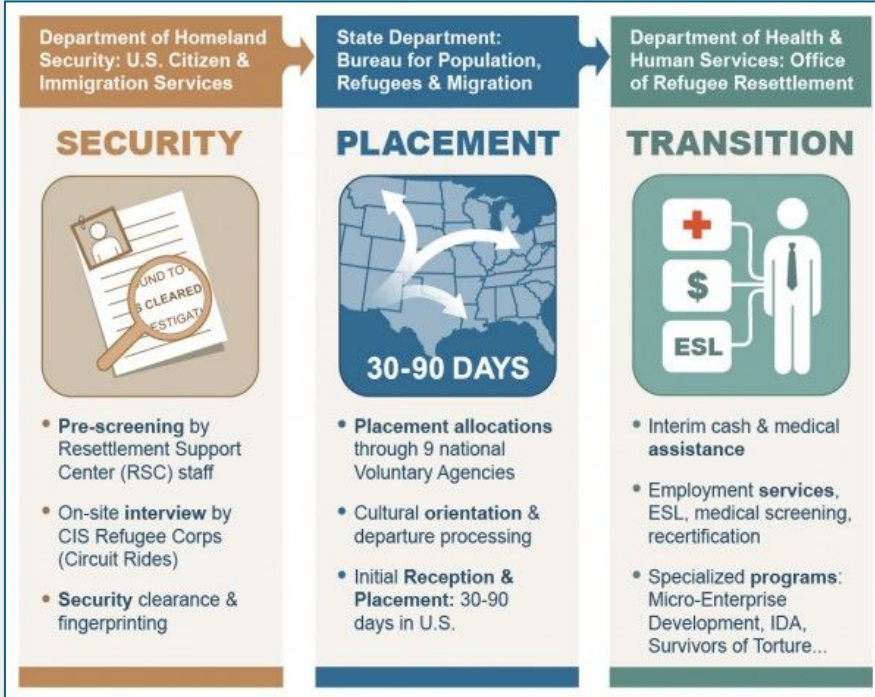 Department of Homeland
Security: U.S. Citizen &
Immigration Services
SECURITY
UND TO
S CLEARED
ESTIGAT
• Pre-screening by
Resettlement Support
Center (RSC) staff
• On-site interview by
CIS Refugee Corps
(Circuit Rides)
• Security clearance &
fingerprinting
State Department:
Bureau for Population,
Refugees & Migration
PLACEMENT
30-90 DAYS
• Placement allocations
through 9 national
Voluntary Agencies
• Cultural orientation &
departure processing
• Initial Reception &
Placement: 30-90
days in U.S.
Department of Health &
Human Services: Office
of Refugee Resettlement
TRANSITION
$
ESL
• Interim cash & medical
assistance
• Employment services,
ESL, medical screening,
recertification
• Specialized programs:
Micro-Enterprise
Development, IDA,
Survivors of Torture...